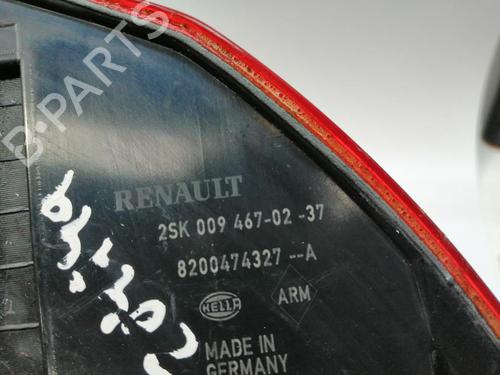 B-PARTS
RENAULT
2SK 009 467-02-37
8200474327--A
HELLA
ARM
MADE IN
GERMANY